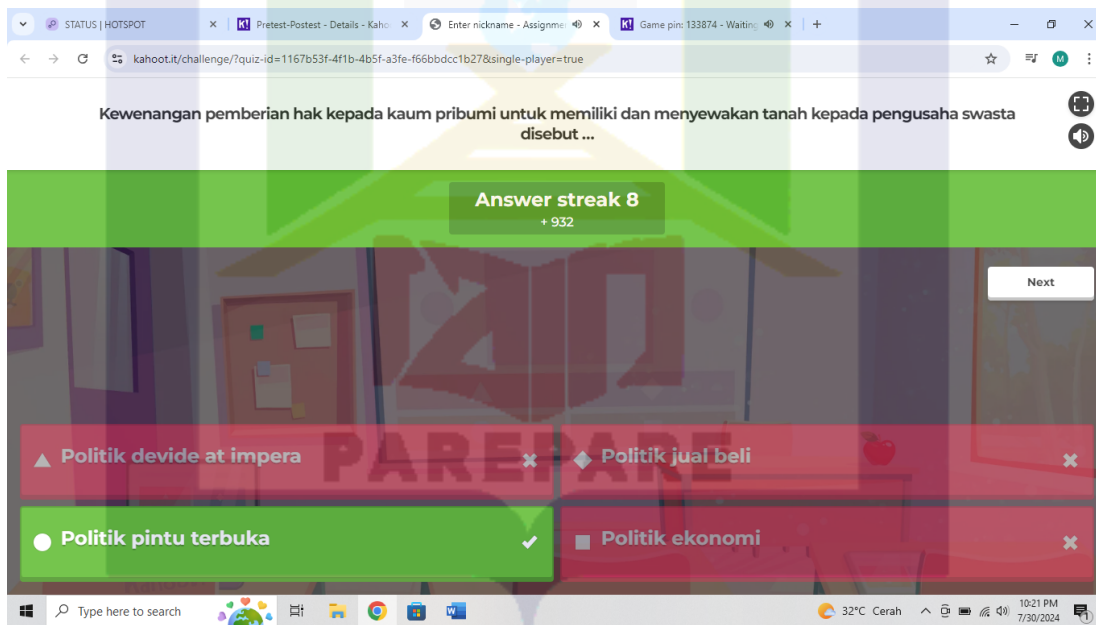 STATUS | HOTSPOT
Pretest-Postest - Details - Kaho
Enter nickname - Assignme
Game pin: 133874 - Waiting
kahoot.it/challenge/?quiz-id=1167b53f-4f1b-4b5f-a3fe-f66bbdcc1b27&single-player=true
M
Kewenangan pemberian hak kepada kaum pribumi untuk memiliki dan menyewakan tanah kepada pengusaha swasta
disebut ...
Answer streak 8
+ 932
Next
PAREPARE
Politik devide at impera
Politik jual beli
Politik pintu terbuka
Politik ekonomi
Type here to search
32°C Cerah
10:21 PM
7/30/2024
1